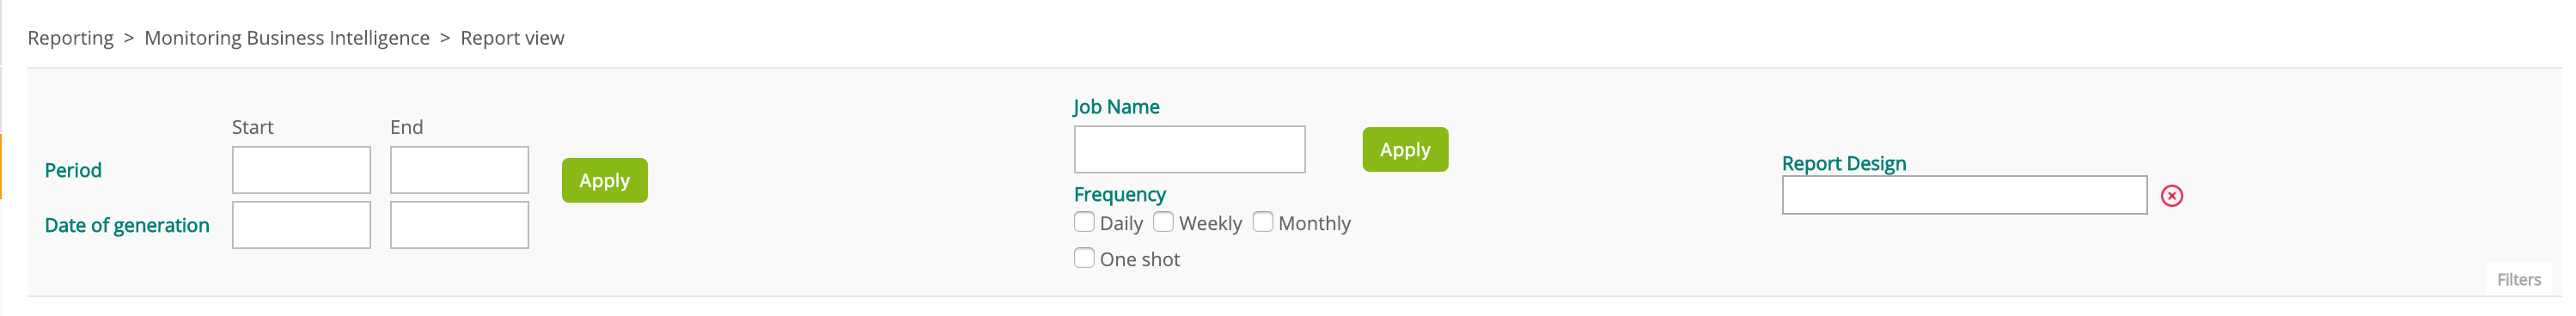 Reporting > Monitoring Business Intelligence > Report view
Start End
Period
Apply
Date of generation
Job Name
Apply
Frequency
Daily Weekly Monthly
One shot
Report Design
Filters